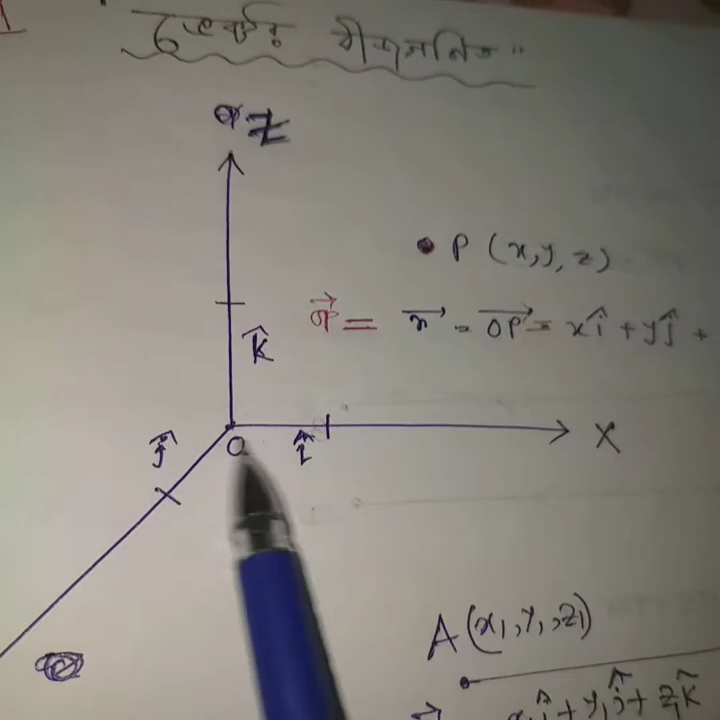 Z
P (x, y, z)
r⃗ = OP⃗ = xî + yĵ +
k̂
ĵ
O
î
X
A(x₁, y₁, z₁)
x₁î + y₁ĵ + z₁k̂